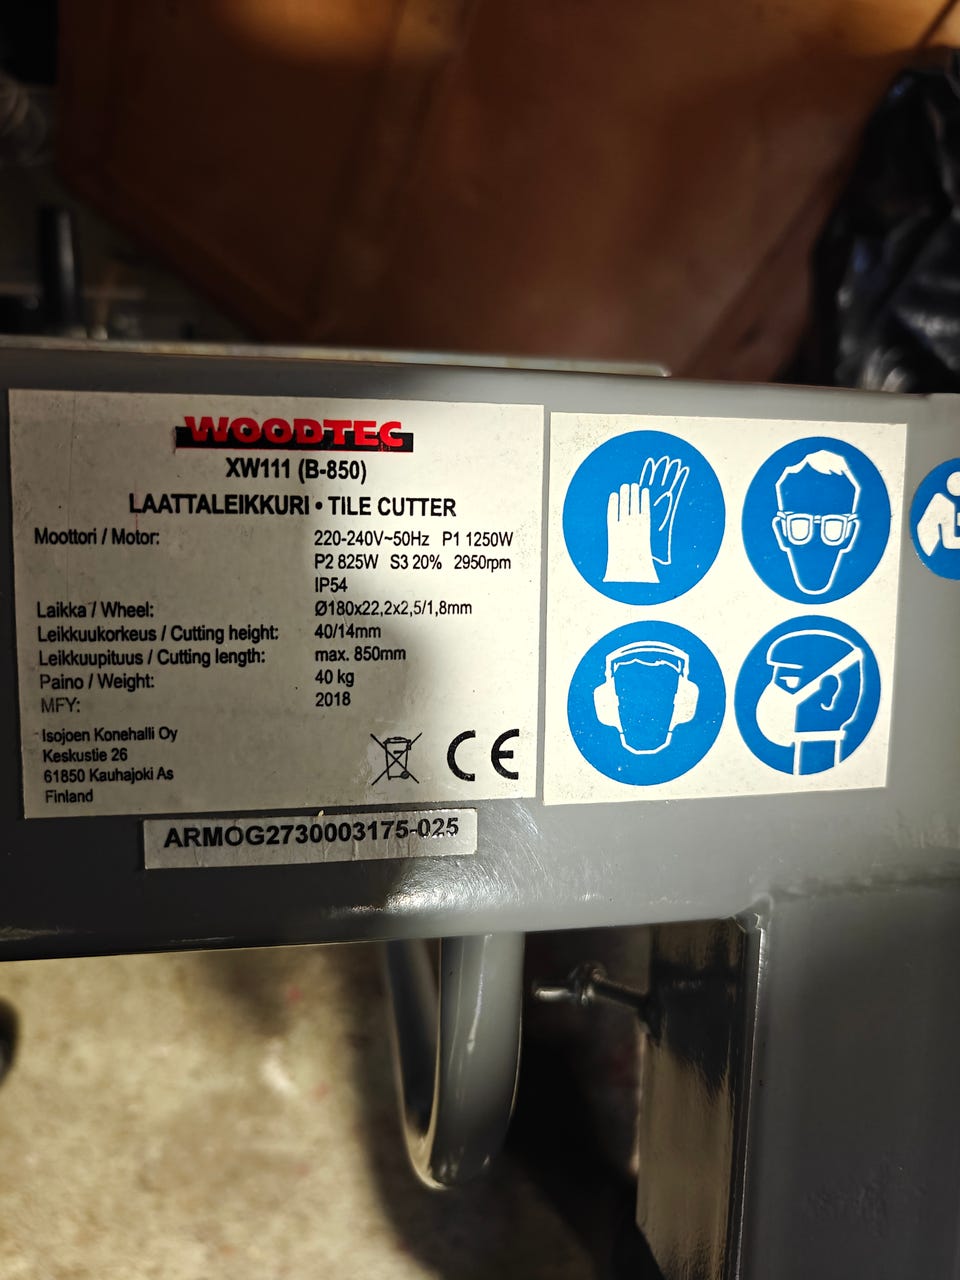 WOODTEC
XW111 (B-850)
LAATTALEIKKURI • TILE CUTTER
Moottori / Motor: 220-240V~50Hz P1 1250W
P2 825W S3 20% 2950rpm
IP54
Laikka / Wheel: Ø180x22,2x2,5/1,8mm
Leikkuukorkeus / Cutting height: 40/14mm
Leikkuupituus / Cutting length: max. 850mm
Paino / Weight: 40 kg
MFY: 2018
Isojoen Konehalli Oy
Keskustie 26
61850 Kauhajoki As
Finland
CE
ARMOG2730003175-025